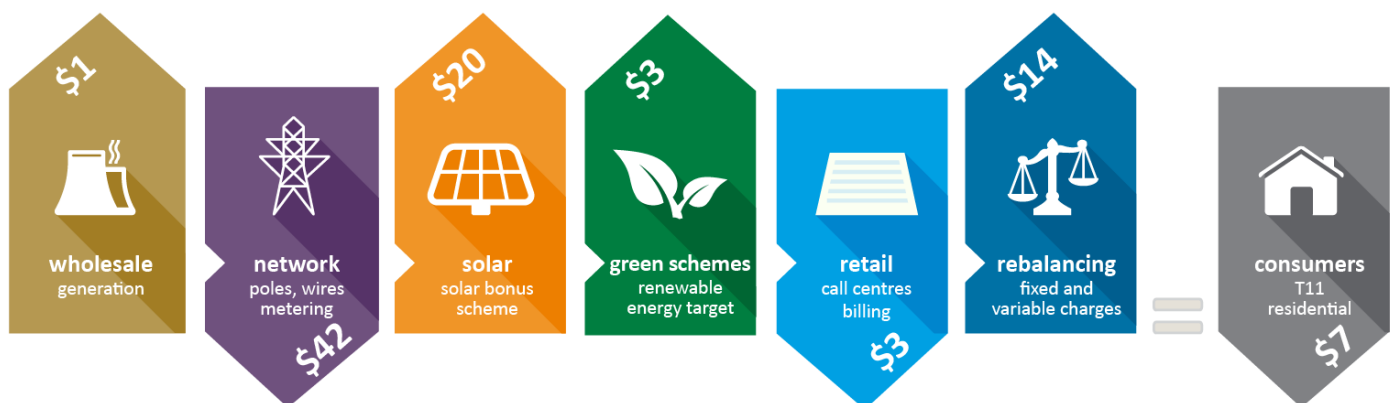 $1
wholesale
generation
network
poles, wires
metering
$42
$20
solar
solar bonus
scheme
$3
green schemes
renewable
energy target
retail
call centres
billing
$3
$14
rebalancing
fixed and
variable charges
=
consumers
T11
residential
$7